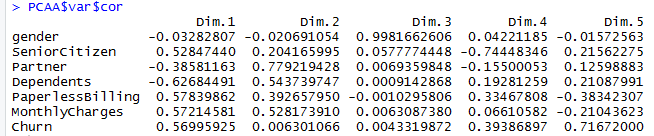 > PCAA$var$cor
Dim.1 Dim.2 Dim.3 Dim.4 Dim.5
gender -0.03282807 -0.020691054 0.9981662606 0.04221185 -0.01572563
SeniorCitizen 0.52847440 0.204165995 0.0577774448 -0.74448346 0.21562275
Partner -0.38581163 0.779219428 0.0069359848 -0.15500053 0.12598883
Dependents -0.62684491 0.543739747 0.0009142868 0.19281259 0.21087991
PaperlessBilling 0.57839862 0.392657950 -0.0010295806 0.33467808 -0.38342307
MonthlyCharges 0.57214581 0.528173910 0.0063087380 0.06610582 -0.21043623
Churn 0.56995925 0.006301066 0.0043319872 0.39386897 0.71672000